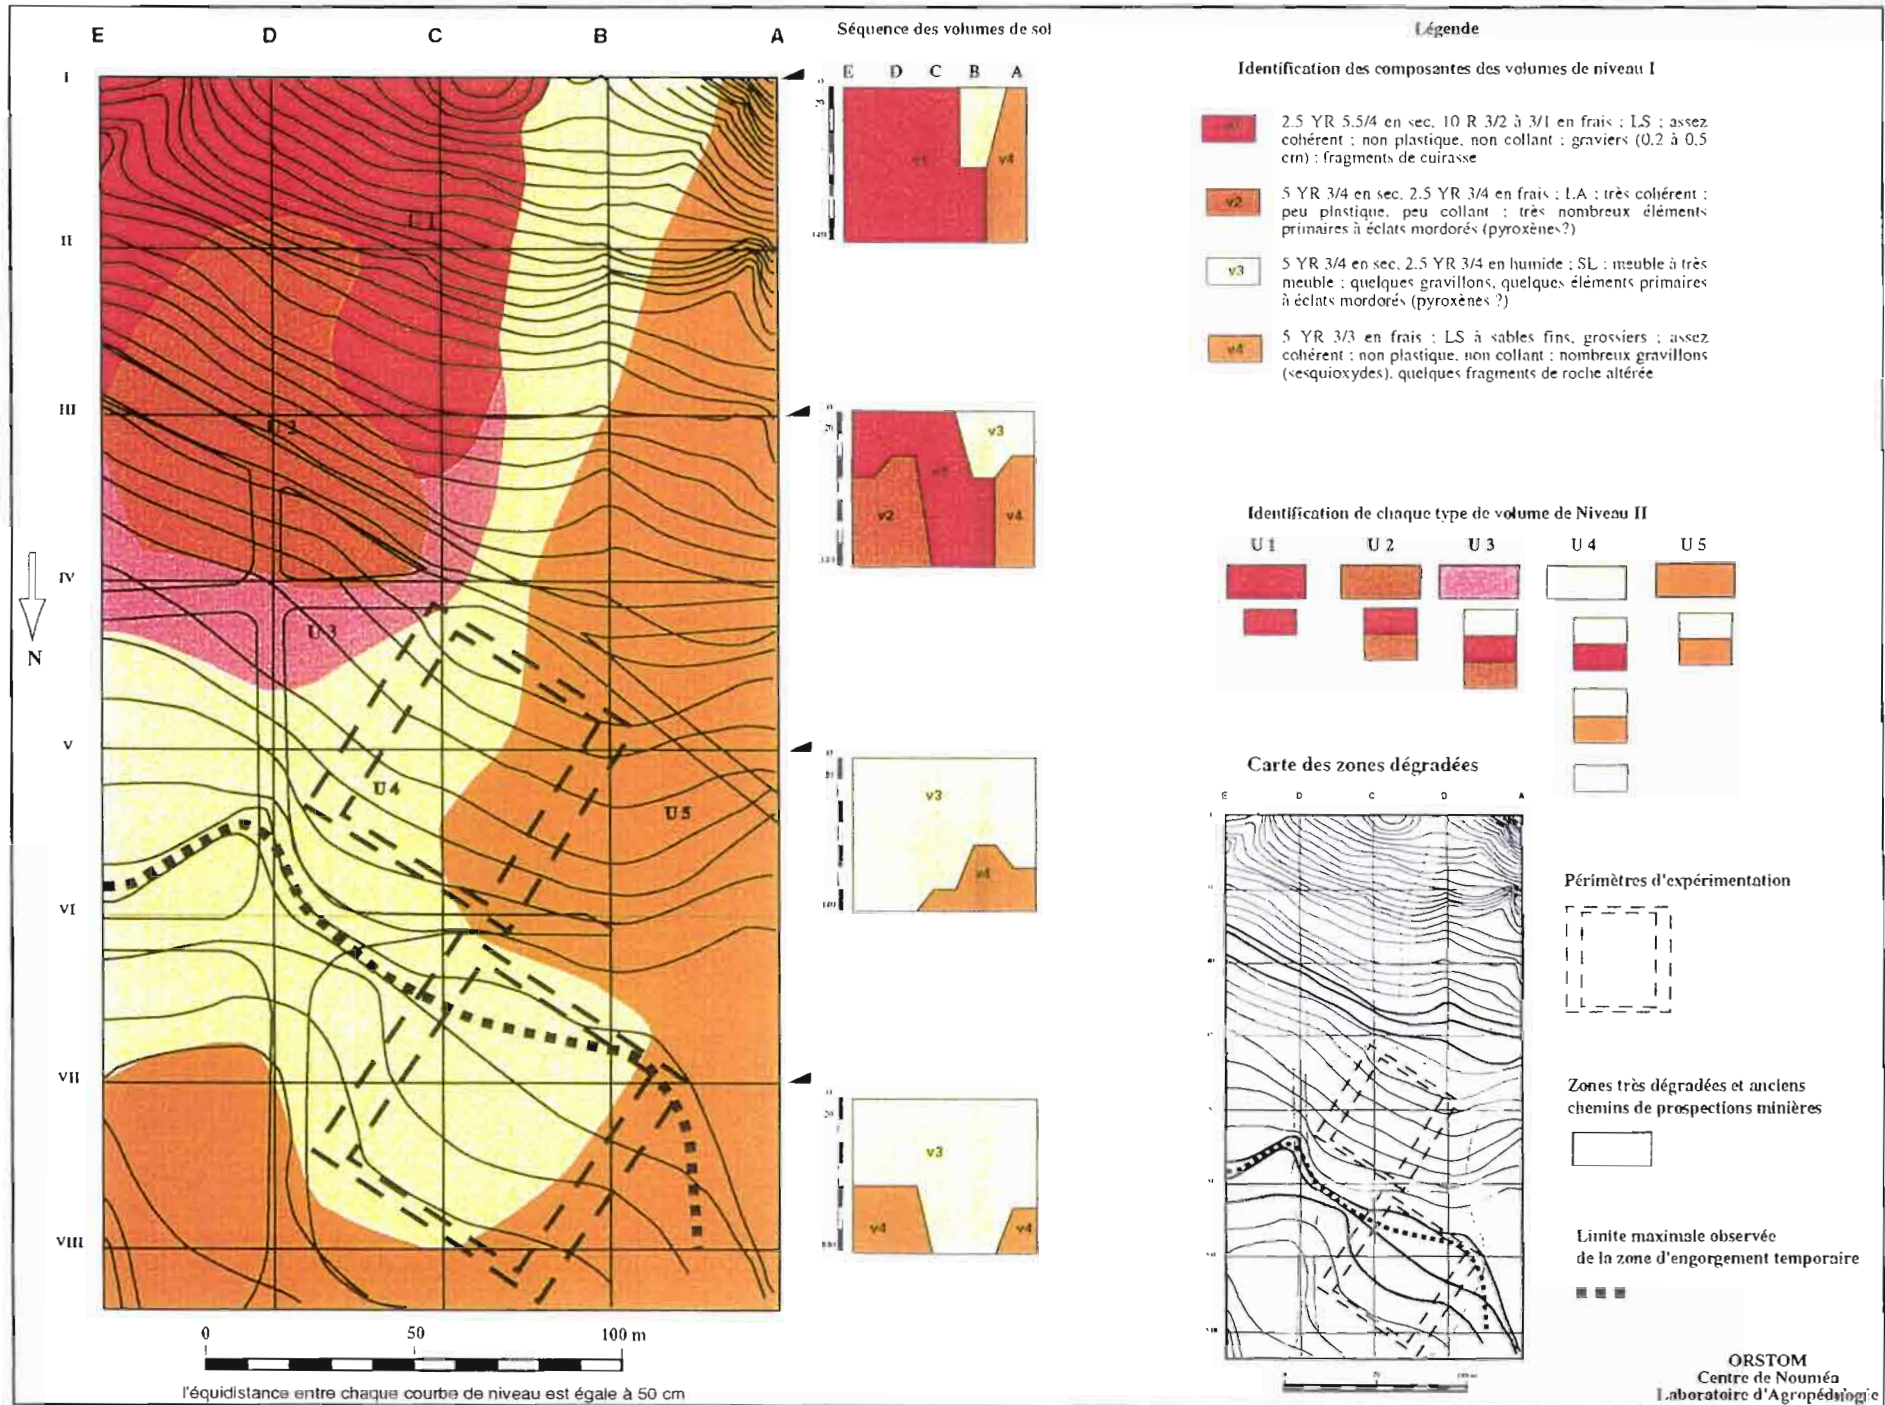 E D C B A
Séquence des volumes de sol
Légende
I
II
III
IV
V
VI
VII
VIII
N
U 2
U 3
U 4
U 5
0 50 100 m
l'équidistance entre chaque courbe de niveau est égale à 50 cm
E D C B A
v4
v3
v2 v4
v3
v4
v3
v4 v4
Identification des composantes des volumes de niveau I
2.5 YR 5.5/4 en sec, 10 R 3/2 à 3/1 en frais ; LS ; assez
cohérent ; non plastique, non collant ; graviers (0,2 à 0,5
cm) ; fragments de cuirasse
v2
5 YR 3/4 en sec, 2.5 YR 3/4 en frais ; LA ; très cohérent ;
peu plastique, peu collant ; très nombreux éléments
primaires à éclats mordorés (pyroxènes?)
v3
5 YR 3/4 en sec, 2.5 YR 3/4 en humide ; SL ; meuble à très
meuble ; quelques gravillons, quelques éléments primaires
à éclats mordorés (pyroxènes ?)
v4
5 YR 3/3 en frais ; LS à sables fins, grossiers ; assez
cohérent ; non plastique, non collant ; nombreux gravillons
(sesquioxydes), quelques fragments de roche altérée
Identification de chaque type de volume de Niveau II
U 1 U 2 U 3 U 4 U 5
Carte des zones dégradées
E D C A
Périmètres d'expérimentation
Zones très dégradées et anciens
chemins de prospections minières
Limite maximale observée
de la zone d'engorgement temporaire
ORSTOM
Centre de Nouméa
Laboratoire d'Agropédologie